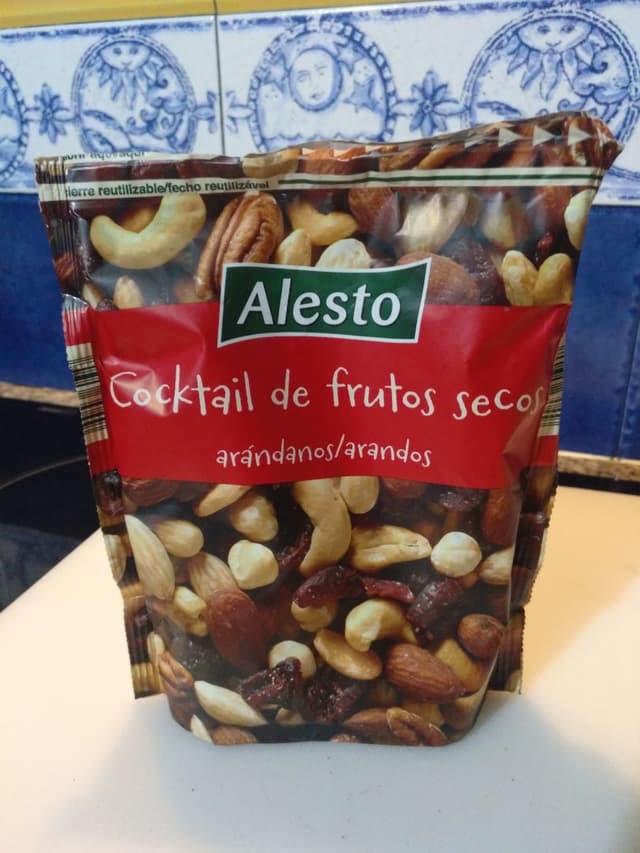 cierre reutilizable/fecho reutilizável
Alesto
Cocktail de frutos secos
arándanos/arandos